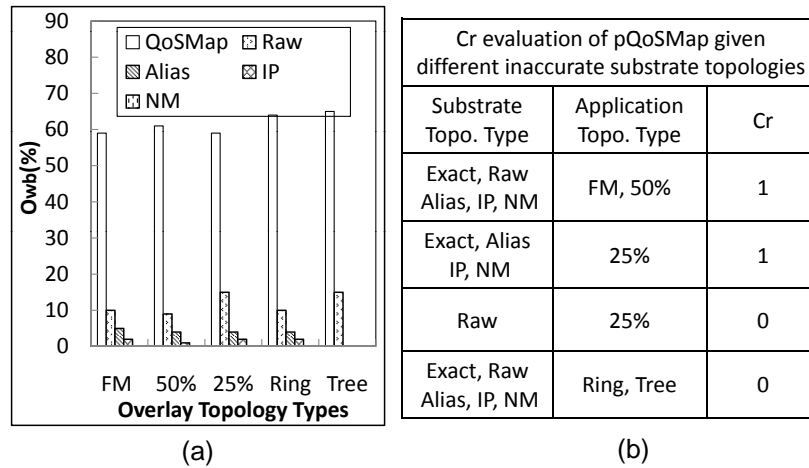 90
80
70
60
50
40
30
20
10
0
Owb(%)
QoSMap Raw
Alias IP
NM
FM 50% 25% Ring Tree
Overlay Topology Types
(a)
Cr evaluation of pQoSMap given
different inaccurate substrate topologies
Substrate
Topo. Type
Application
Topo. Type
Cr
Exact, Raw
Alias, IP, NM
FM, 50%
1
Exact, Alias
IP, NM
25%
1
Raw
25%
0
Exact, Raw
Alias, IP, NM
Ring, Tree
0
(b)